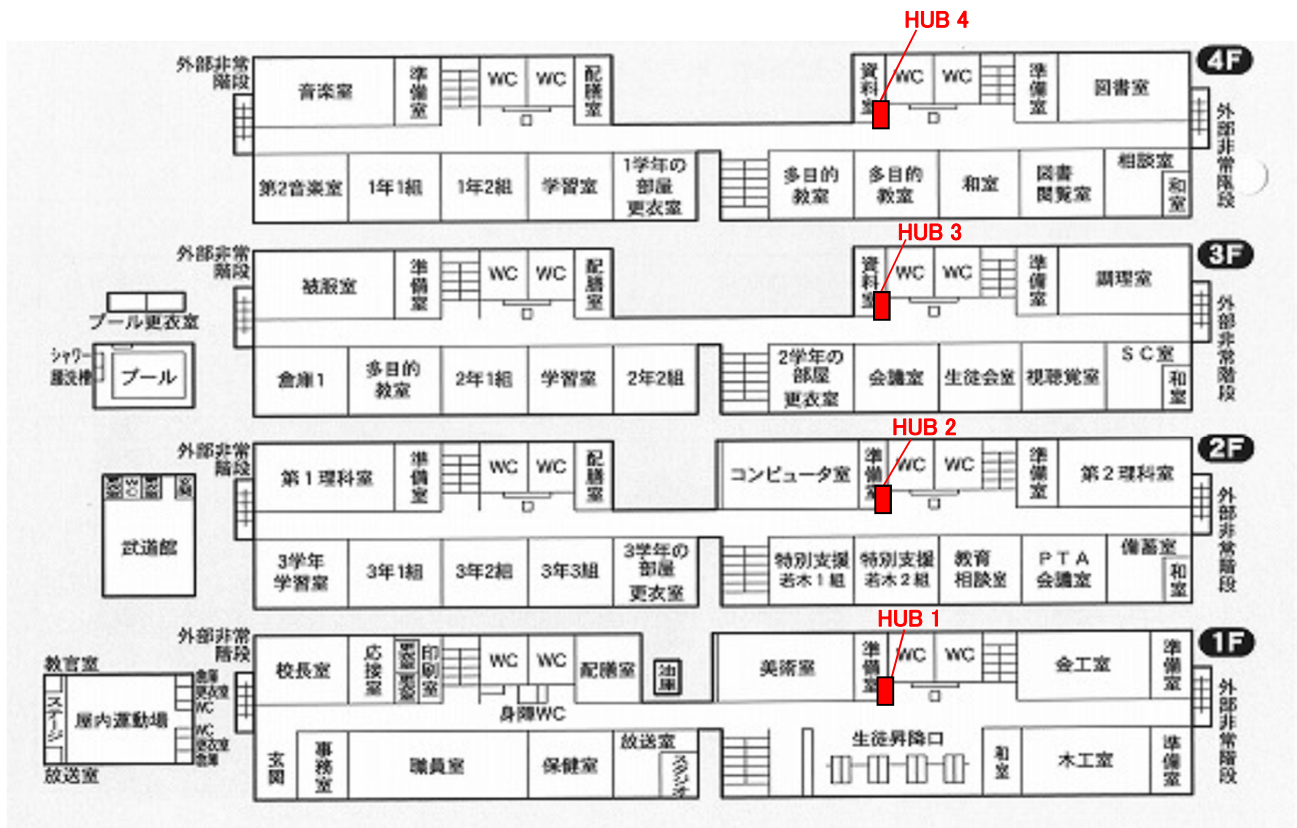 HUB 4
4F
外部非常
階段
音楽室
準備室
WC
WC
配膳室
資料室
WC
WC
準備室
図書室
外部非常階段
第2音楽室
1年1組
1年2組
学習室
1学年の
部屋
更衣室
多目的
教室
多目的
教室
和室
図書
閲覧室
相談室
和室
HUB 3
3F
外部非常
階段
被服室
準備室
WC
WC
配膳室
資料室
WC
WC
準備室
調理室
外部非常階段
倉庫1
多目的
教室
2年1組
学習室
2年2組
2学年の
部屋
更衣室
会議室
生徒会室
視聴覚室
SC室
和室
プール更衣室
シャワー
プール
HUB 2
2F
外部非常
階段
第1理科室
準備室
WC
WC
配膳室
コンピュータ室
準備室
WC
WC
準備室
第2理科室
外部非常階段
3学年
学習室
3年1組
3年2組
3年3組
3学年の
部屋
更衣室
特別支援
若木1組
特別支援
若木2組
教育
相談室
PTA
会議室
備蓄室
和室
WC
武道館
HUB 1
1F
外部非常
階段
校長室
応接室
印刷室
WC
WC
配膳室
油庫
美術室
準備室
WC
WC
金工室
準備室
外部非常階段
身障WC
玄関
事務室
職員室
保健室
放送室
生徒昇降口
和室
木工室
準備室
教官室
ステージ
屋内運動場
倉庫
更衣室
WC
WC
更衣室
倉庫
放送室